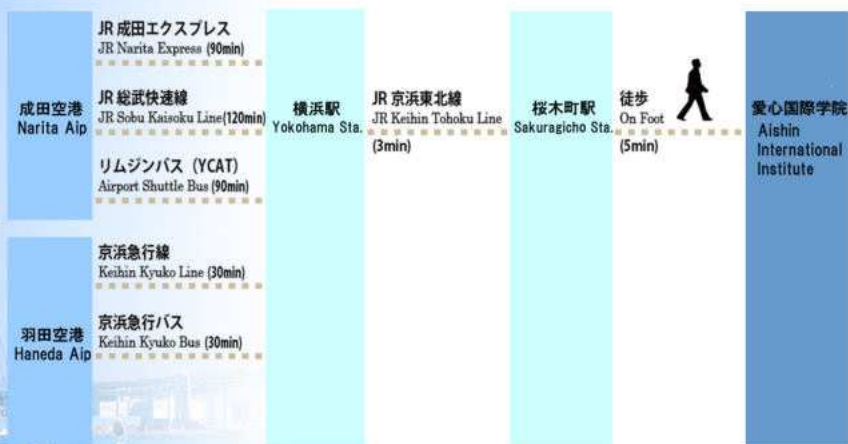 成田空港
Narita Aip
JR 成田エクスプレス
JR Narita Express (90min)
JR 総武快速線
JR Sobu Kaisoku Line(120min)
リムジンバス（YCAT）
Airport Shuttle Bus (90min)
羽田空港
Haneda Aip
京浜急行線
Keihin Kyuko Line (30min)
京浜急行バス
Keihin Kyuko Bus (30min)
横浜駅
Yokohama Sta.
JR 京浜東北線
JR Keihin Tohoku Line
(3min)
桜木町駅
Sakuragicho Sta.
徒歩
On Foot
(5min)
愛心国際学院
Aishin
International
Institute